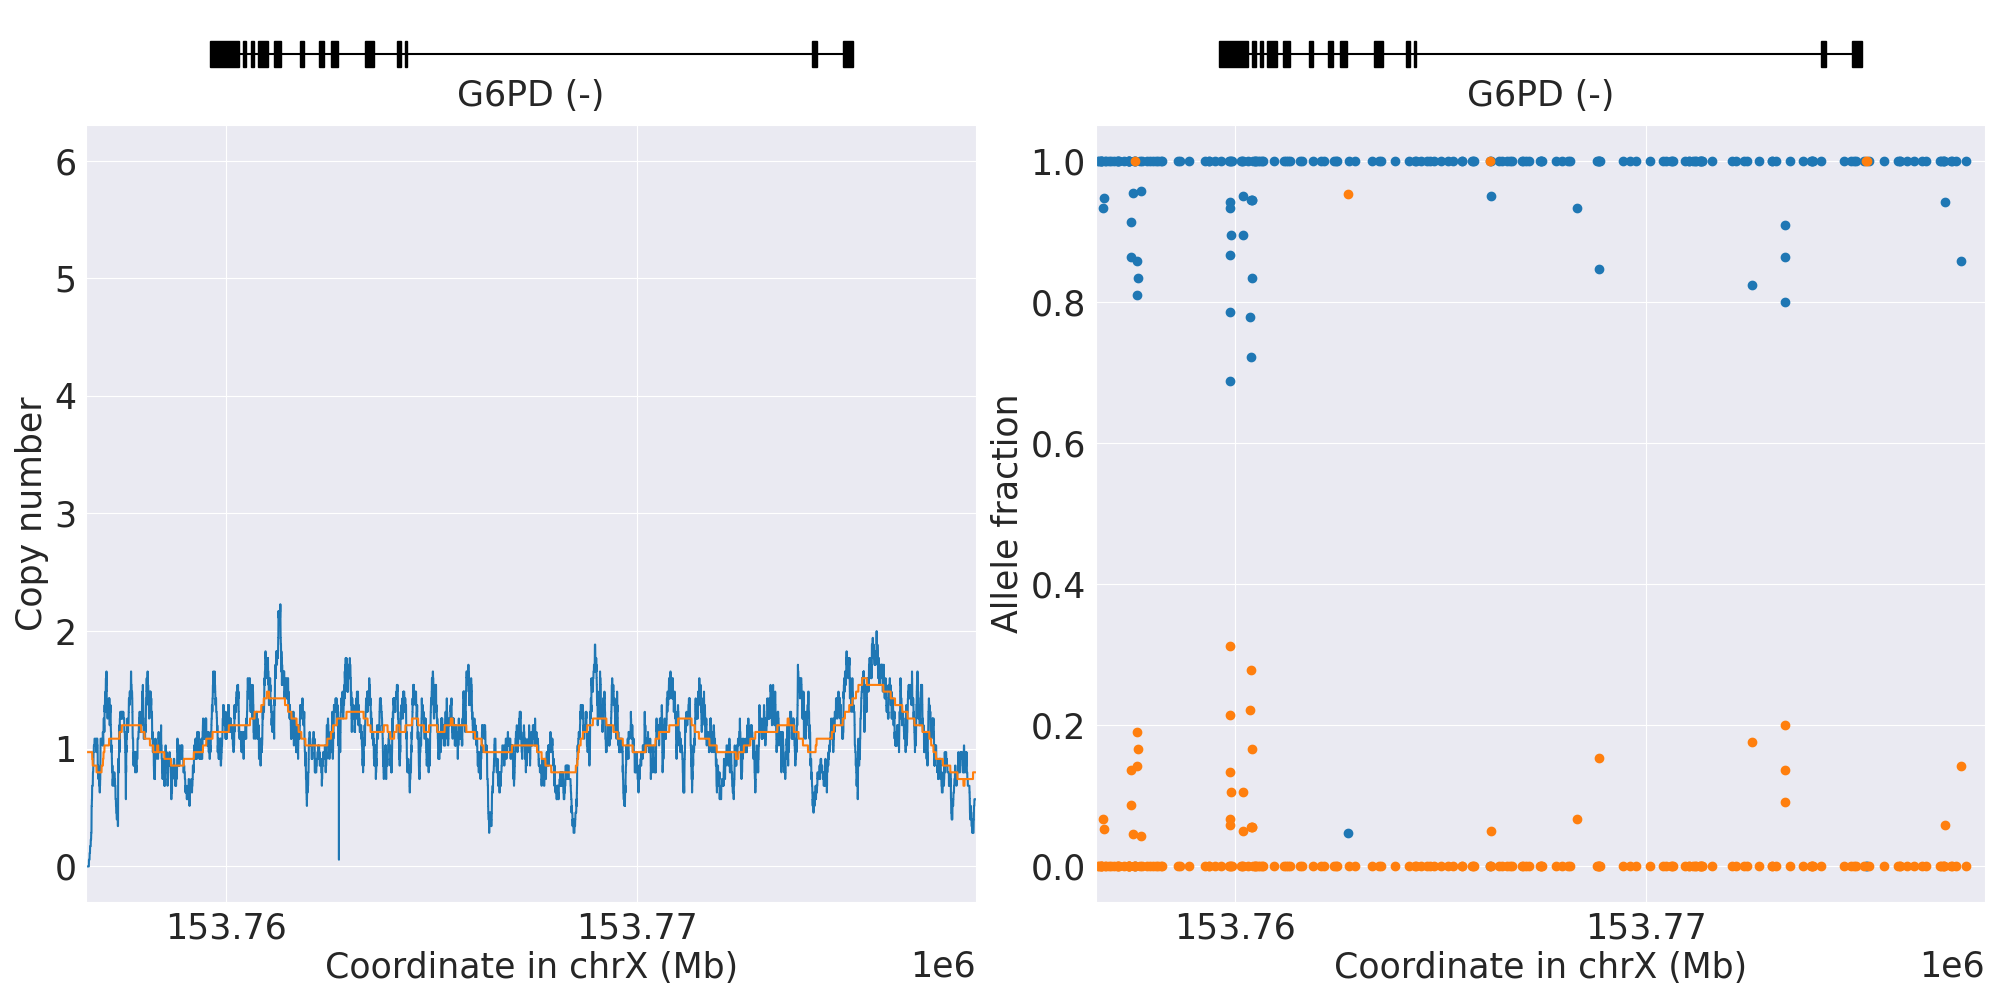 G6PD (-)
6
5
4
3
2
1
0
Copy number
153.76
153.77
Coordinate in chrX (Mb)
1e6
G6PD (-)
1.0
0.8
0.6
0.4
0.2
0.0
Allele fraction
153.76
153.77
Coordinate in chrX (Mb)
1e6